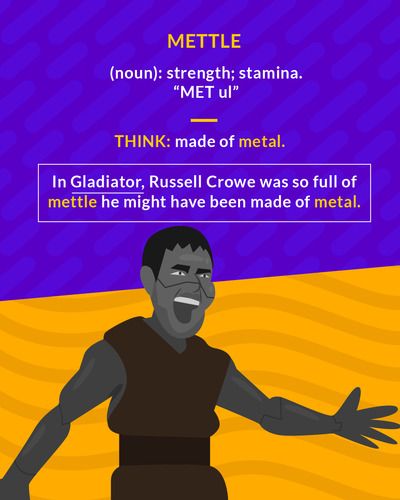 METTLE
(noun): strength; stamina.
“MET ul”
THINK: made of metal.
In Gladiator, Russell Crowe was so full of
mettle he might have been made of metal.